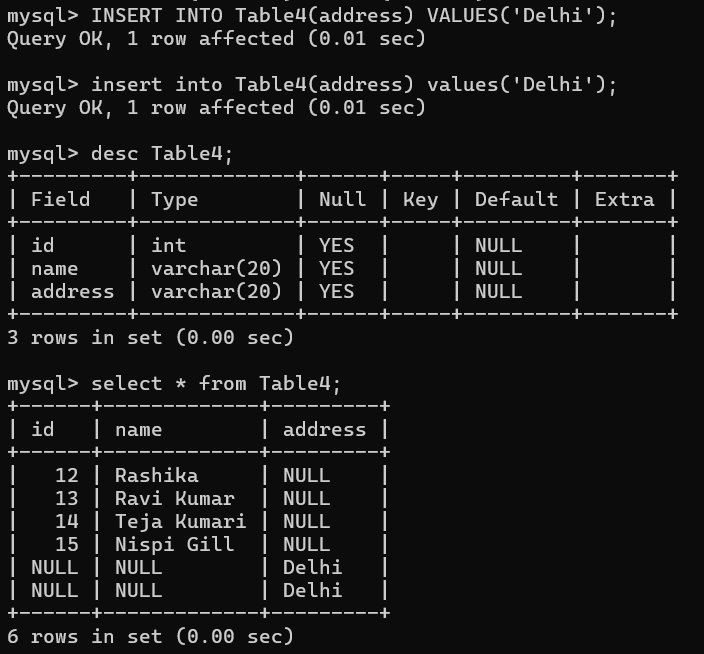 mysql> INSERT INTO Table4(address) VALUES('Delhi');
Query OK, 1 row affected (0.01 sec)

mysql> insert into Table4(address) values('Delhi');
Query OK, 1 row affected (0.01 sec)

mysql> desc Table4;
+---------+-------------+------+-----+---------+-------+
| Field   | Type        | Null | Key | Default | Extra |
+---------+-------------+------+-----+---------+-------+
| id      | int         | YES  |     | NULL    |       |
| name    | varchar(20) | YES  |     | NULL    |       |
| address | varchar(20) | YES  |     | NULL    |       |
+---------+-------------+------+-----+---------+-------+
3 rows in set (0.00 sec)

mysql> select * from Table4;
+------+-------------+---------+
| id   | name        | address |
+------+-------------+---------+
|   12 | Rashika     | NULL    |
|   13 | Ravi Kumar  | NULL    |
|   14 | Teja Kumari | NULL    |
|   15 | Nispi Gill  | NULL    |
| NULL | NULL        | Delhi   |
| NULL | NULL        | Delhi   |
+------+-------------+---------+
6 rows in set (0.00 sec)